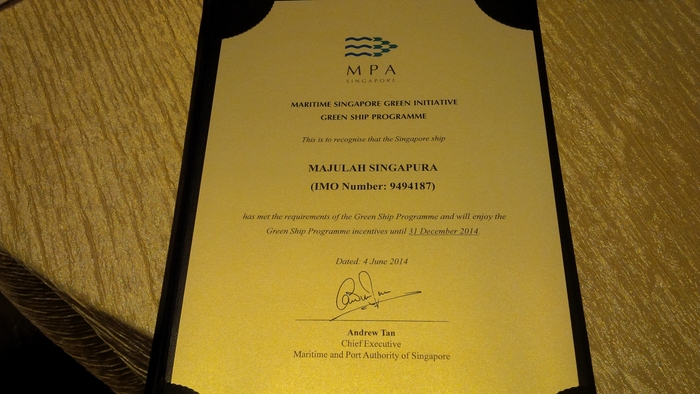 MPA
SINGAPORE
MARITIME SINGAPORE GREEN INITIATIVE
GREEN SHIP PROGRAMME
This is to recognise that the Singapore ship
MAJULAH SINGAPURA
(IMO Number: 9494187)
has met the requirements of the Green Ship Programme and will enjoy the
Green Ship Programme incentives until 31 December 2014.
Dated: 4 June 2014
Andrew Tan
Chief Executive
Maritime and Port Authority of Singapore